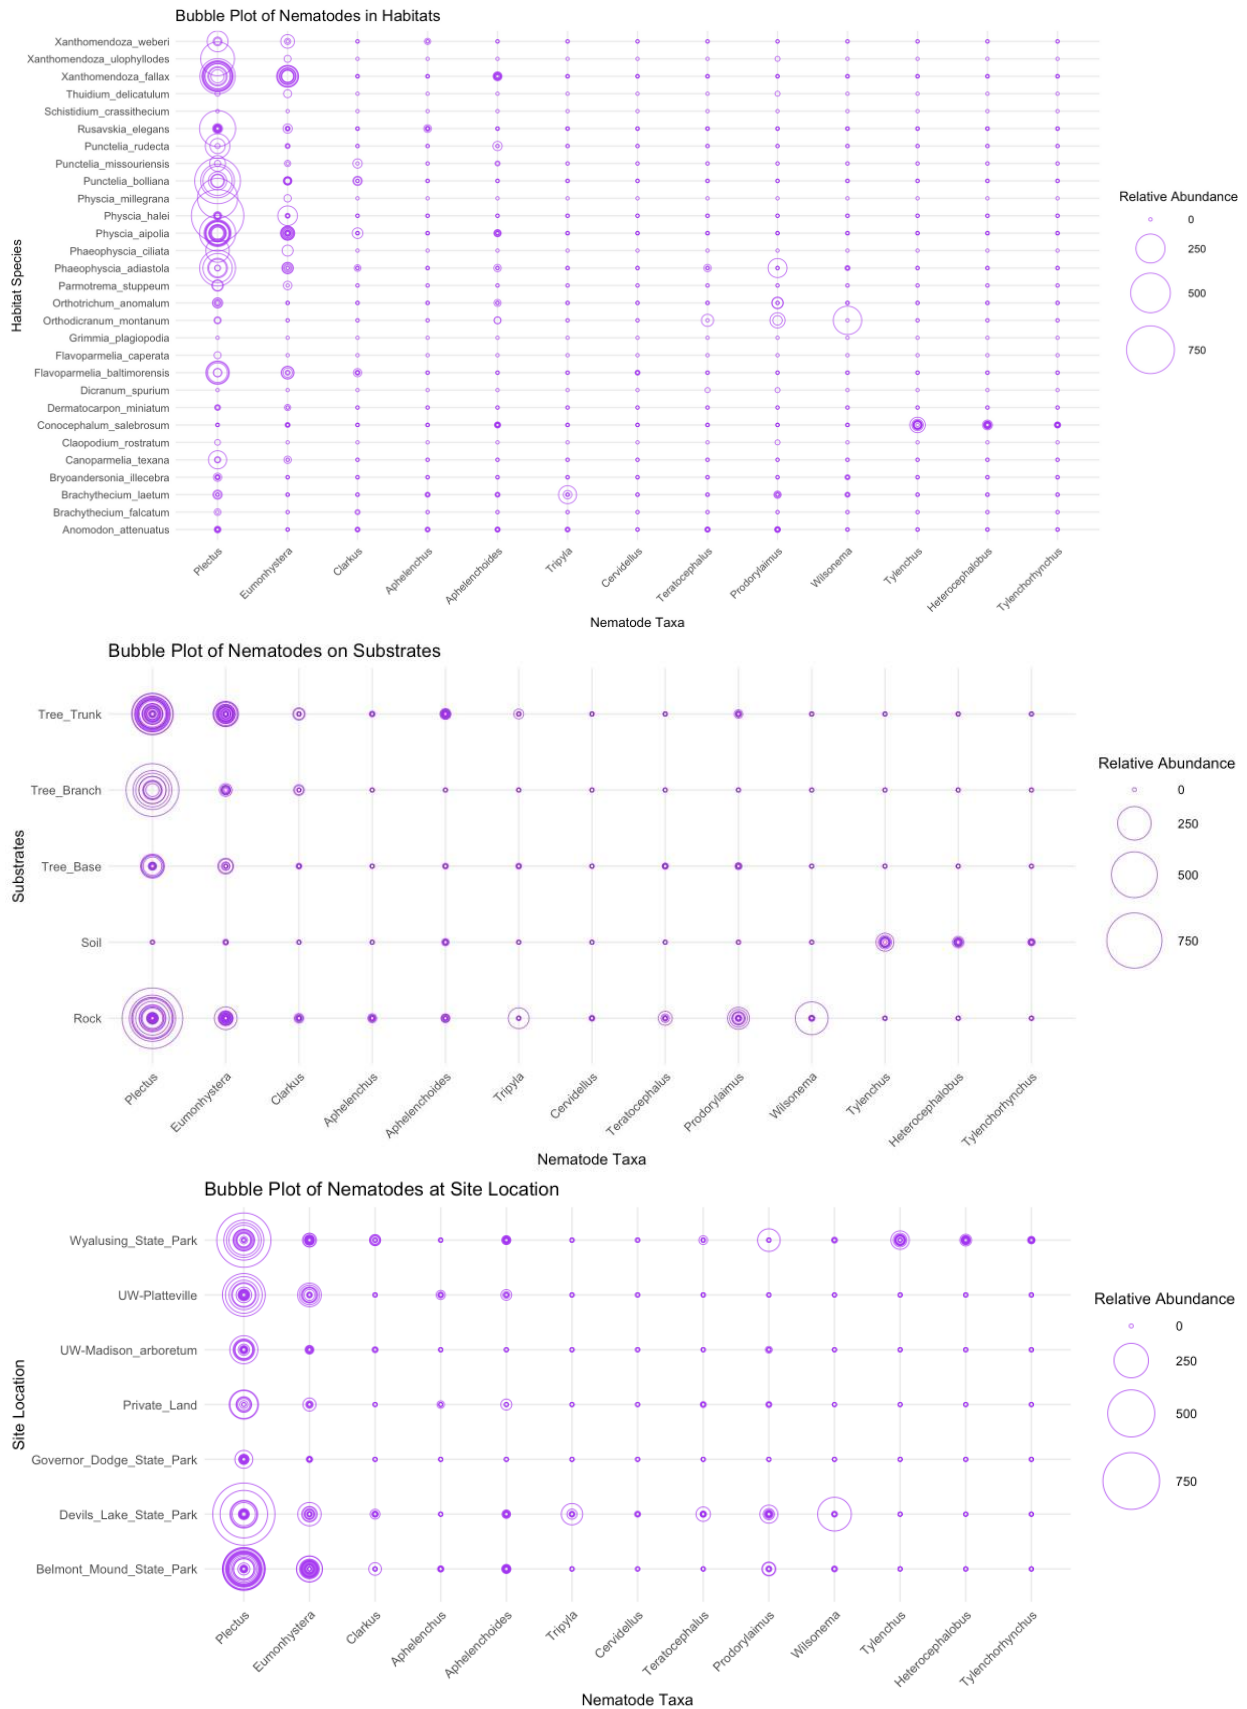 Bubble Plot of Nematodes in Habitats
Habitat Species
Xanthomendoza_weberi
Xanthomendoza_ulophyllodes
Xanthomendoza_fallax
Thuidium_delicatulum
Schistidium_crassithecium
Rusavskia_elegans
Punctelia_rudecta
Punctelia_missouriensis
Punctelia_bolliana
Physcia_millegrana
Physcia_halei
Physcia_aipolia
Phaeophyscia_ciliata
Phaeophyscia_adiastola
Parmotrema_stuppeum
Orthotrichum_anomalum
Orthodicranum_montanum
Grimmia_plagiopodia
Flavoparmelia_caperata
Flavoparmelia_baltimorensis
Dicranum_spurium
Dermatocarpon_miniatum
Conocephalum_salebrosum
Claopodium_rostratum
Canoparmelia_texana
Bryoandersonia_illecebra
Brachythecium_laetum
Brachythecium_falcatum
Anomodon_attenuatus
Plectus
Eumonhystera
Clarkus
Aphelenchus
Aphelenchoides
Tripyla
Cervidellus
Teratocephalus
Prodorylaimus
Wilsonema
Tylenchus
Heterocephalobus
Tylenchorhynchus
Nematode Taxa
Relative Abundance
0
250
500
750
Bubble Plot of Nematodes on Substrates
Substrates
Tree_Trunk
Tree_Branch
Tree_Base
Soil
Rock
Plectus
Eumonhystera
Clarkus
Aphelenchus
Aphelenchoides
Tripyla
Cervidellus
Teratocephalus
Prodorylaimus
Wilsonema
Tylenchus
Heterocephalobus
Tylenchorhynchus
Nematode Taxa
Relative Abundance
0
250
500
750
Bubble Plot of Nematodes at Site Location
Site Location
Wyalusing_State_Park
UW-Platteville
UW-Madison_arboretum
Private_Land
Governor_Dodge_State_Park
Devils_Lake_State_Park
Belmont_Mound_State_Park
Plectus
Eumonhystera
Clarkus
Aphelenchus
Aphelenchoides
Tripyla
Cervidellus
Teratocephalus
Prodorylaimus
Wilsonema
Tylenchus
Heterocephalobus
Tylenchorhynchus
Nematode Taxa
Relative Abundance
0
250
500
750